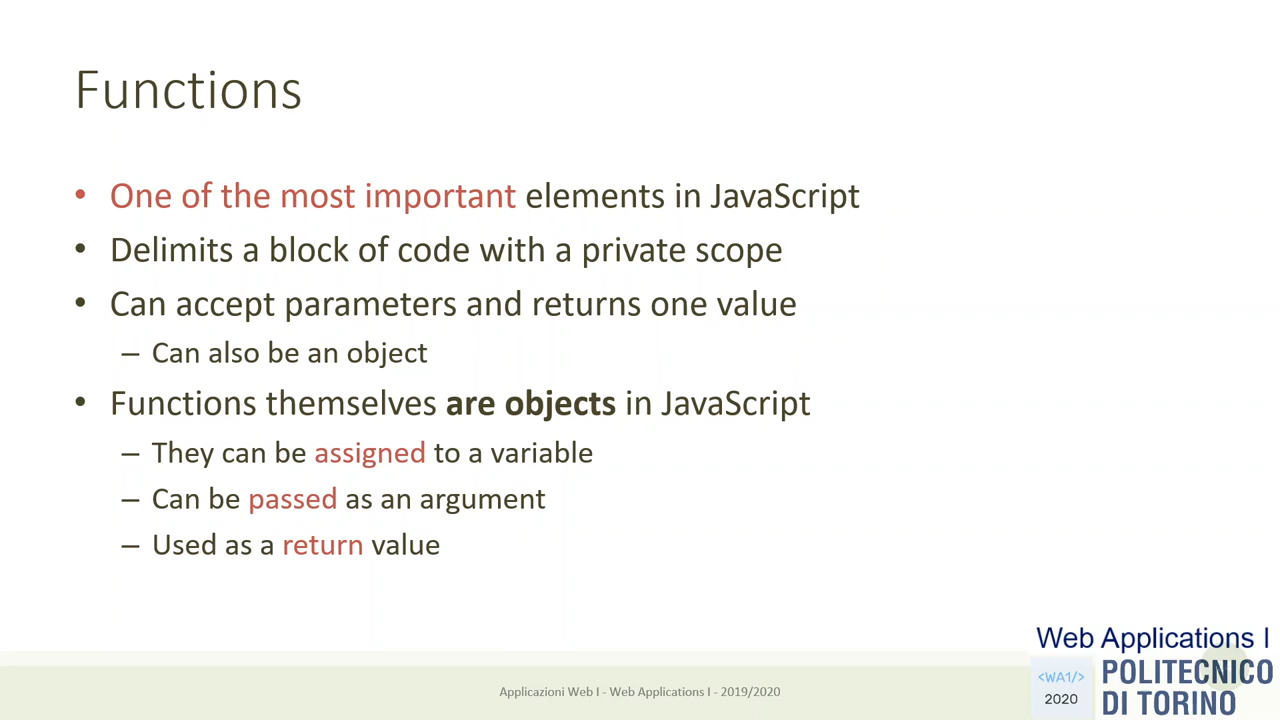 Functions
• One of the most important elements in JavaScript
• Delimits a block of code with a private scope
• Can accept parameters and returns one value
– Can also be an object
• Functions themselves are objects in JavaScript
– They can be assigned to a variable
– Can be passed as an argument
– Used as a return value
Applicazioni Web I - Web Applications I - 2019/2020
Web Applications I
<WA1/>
2020
POLITECNICO
DI TORINO